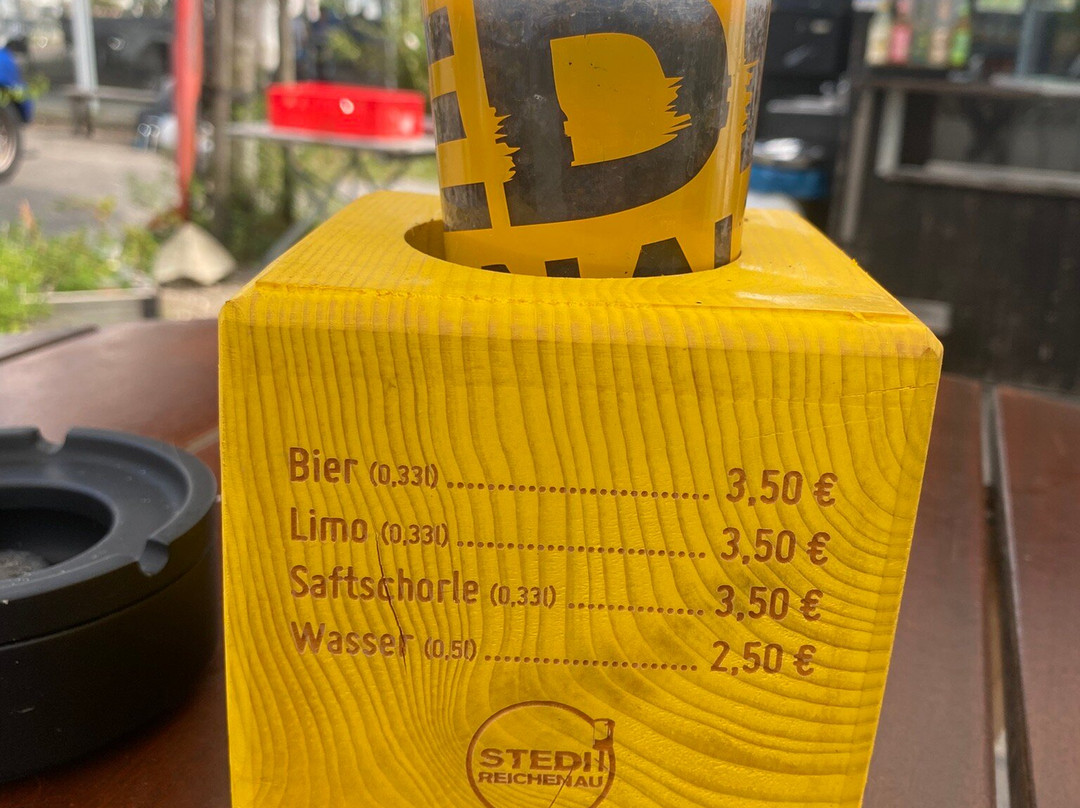 Bier (0,33l) ........................................ 3,50 €
Limo (0,33l) ...................................... 3,50 €
Saftschorle (0,33l) .................... 3,50 €
Wasser (0,5l) ................................ 2,50 €
STEDII
REICHENAU